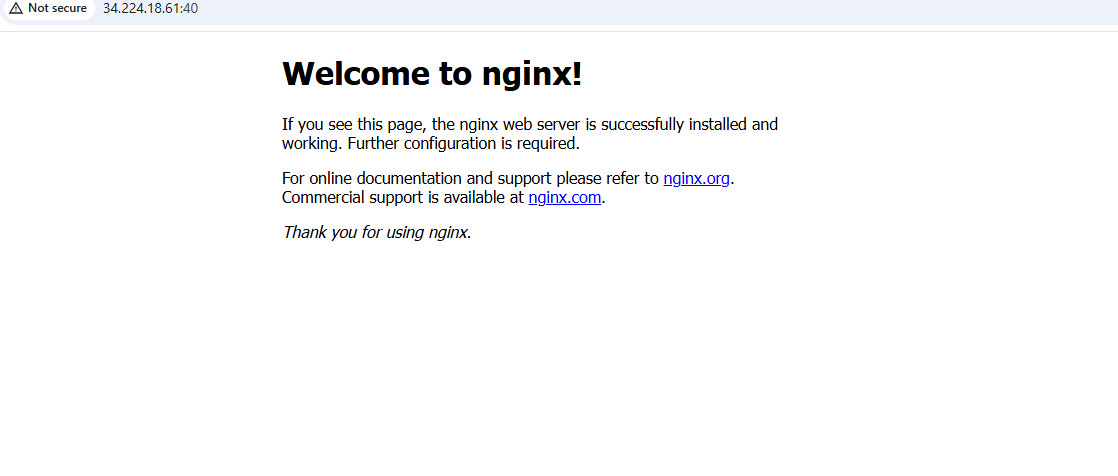 Not secure 34.224.18.61:40
Welcome to nginx!
If you see this page, the nginx web server is successfully installed and
working. Further configuration is required.
For online documentation and support please refer to nginx.org.
Commercial support is available at nginx.com.
Thank you for using nginx.